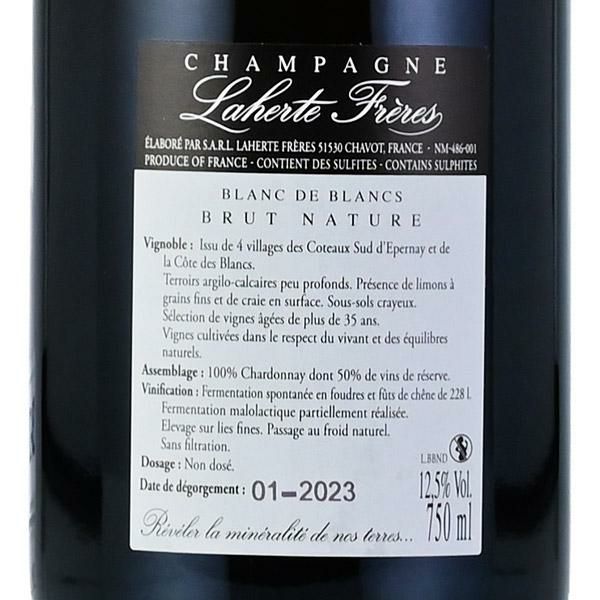 CHAMPAGNE
Laherte Frères
ÉLABORÉ PAR S.A.R.L. LAHERTE FRÈRES 51530 CHAVOT, FRANCE - NM-486-001
PRODUCE OF FRANCE - CONTIENT DES SULFITES - CONTAINS SULPHITES
BLANC DE BLANCS
BRUT NATURE
Vignoble : Issu de 4 villages des Coteaux Sud d'Epernay et de
la Côte des Blancs.
Terroirs argilo-calcaires peu profonds. Présence de limons à
grains fins et de craie en surface. Sous-sols crayeux.
Sélection de vignes âgées de plus de 35 ans.
Vignes cultivées dans le respect du vivant et des équilibres
naturels.
Assemblage : 100% Chardonnay dont 50% de vins de réserve.
Vinification : Fermentation spontanée en foudres et fûts de chêne de 228 l.
Fermentation malolactique partiellement réalisée.
Elevage sur lies fines. Passage au froid naturel.
Sans filtration.
L.BBND
Dosage : Non dosé.
Date de dégorgement : 01-2023
12,5% Vol.
750 ml
Révéler la minéralité de nos terres...